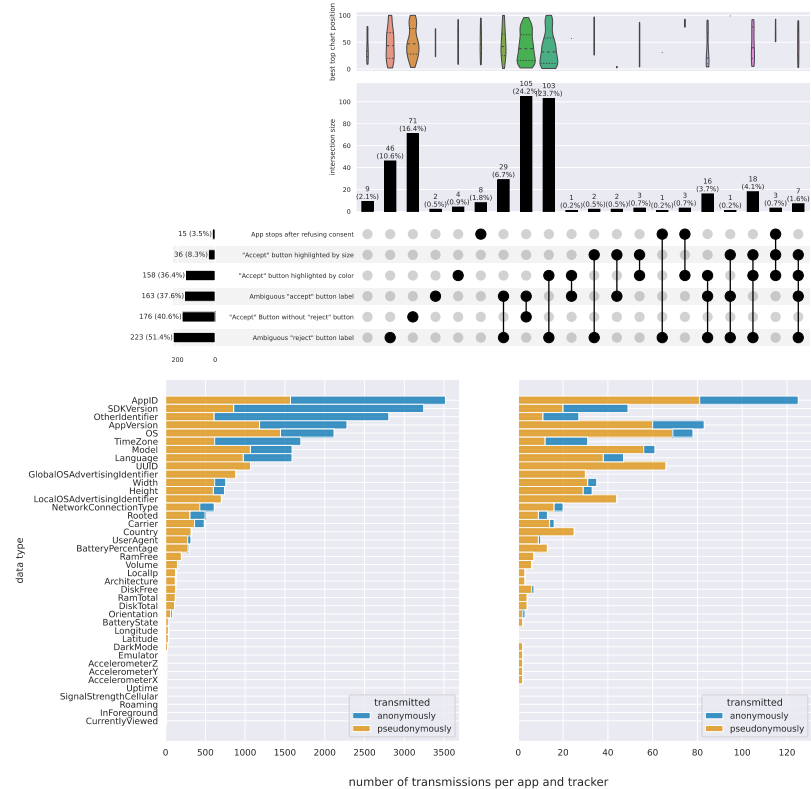 best top chart position
100
50
0
intersection size
100
80
60
40
20
0
9
(2.1%)
46
(10.6%)
71
(16.4%)
2
(0.5%)
4
(0.9%)
8
(1.8%)
29
(6.7%)
105
(24.2%)
103
(23.7%)
1
(0.2%)
2
(0.5%)
2
(0.5%)
3
(0.7%)
1
(0.2%)
3
(0.7%)
16
(3.7%)
1
(0.2%)
18
(4.1%)
3
(0.7%)
7
(1.6%)
15 (3.5%) App stops after refusing consent
36 (8.3%) "Accept" button highlighted by size
158 (36.4%) "Accept" button highlighted by color
163 (37.6%) Ambiguous "accept" button label
176 (40.6%) "Accept" Button without "reject" button
223 (51.4%) Ambiguous "reject" button label
200 0
data type
AppID
SDKVersion
OtherIdentifier
AppVersion
OS
TimeZone
Model
Language
UUID
GlobalOSAdvertisingIdentifier
Width
Height
LocalOSAdvertisingIdentifier
NetworkConnectionType
Rooted
Carrier
Country
UserAgent
BatteryPercentage
RamFree
Volume
LocalIp
Architecture
DiskFree
RamTotal
DiskTotal
Orientation
BatteryState
Longitude
Latitude
DarkMode
Emulator
AccelerometerZ
AccelerometerY
AccelerometerX
Uptime
SignalStrengthCellular
Roaming
InForeground
CurrentlyViewed
transmitted
anonymously
pseudonymously
0 500 1000 1500 2000 2500 3000 3500
transmitted
anonymously
pseudonymously
0 20 40 60 80 100 120
number of transmissions per app and tracker